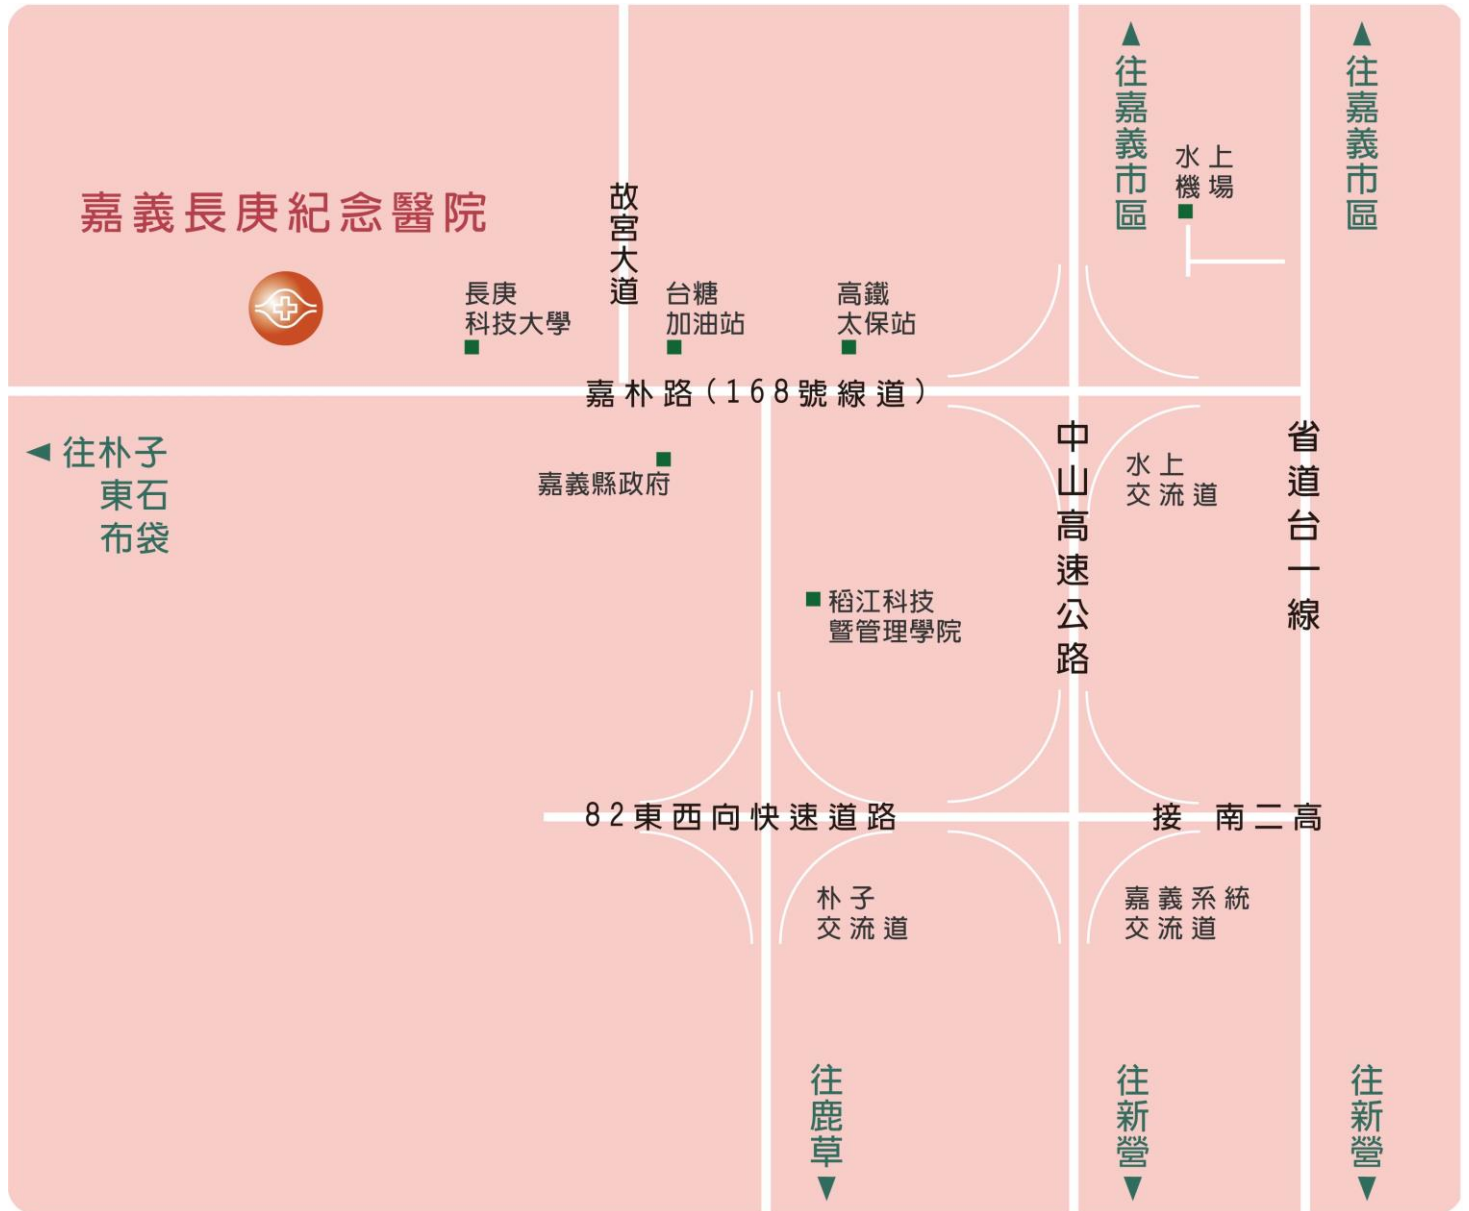 往嘉義市區
往嘉義市區
水上
機場
嘉義長庚紀念醫院
故宮大道
長庚
科技大學
台糖
加油站
高鐵
太保站
嘉朴路(168號線道)
往朴子
東石
布袋
嘉義縣政府
中山高速公路
水上
交流道
省道台一線
稻江科技
暨管理學院
82東西向快速道路
接 南二高
朴子
交流道
嘉義系統
交流道
往鹿草
往新營
往新營